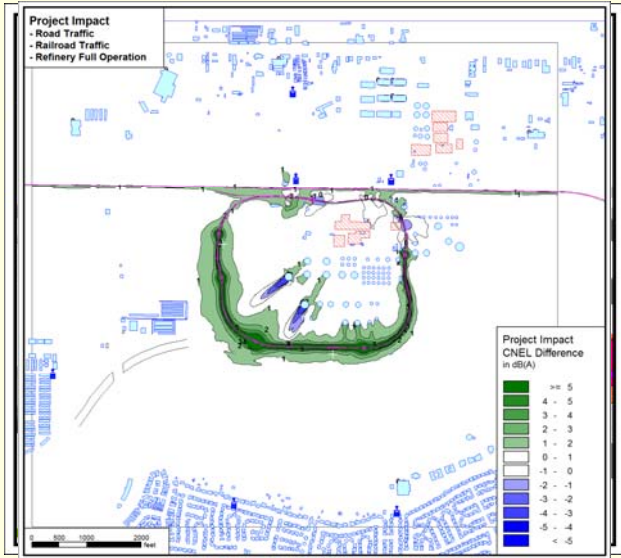 Project Impact
- Road Traffic
- Railroad Traffic
- Refinery Full Operation
Project Impact
CNEL Difference
in dB(A)
>= 5
4 - 5
3 - 4
2 - 3
1 - 2
0 - 1
-1 - 0
-2 - -1
-3 - -2
-4 - -3
-5 - -4
< -5
0 500 1000 2000
feet